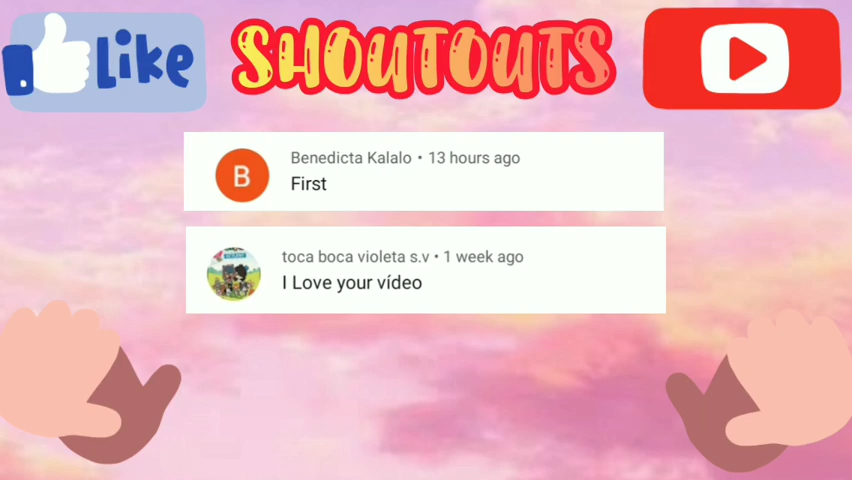 Like
SHOUTOUTS
B
Benedicta Kalalo • 13 hours ago
First
toca boca violeta s.v • 1 week ago
I Love your vídeo